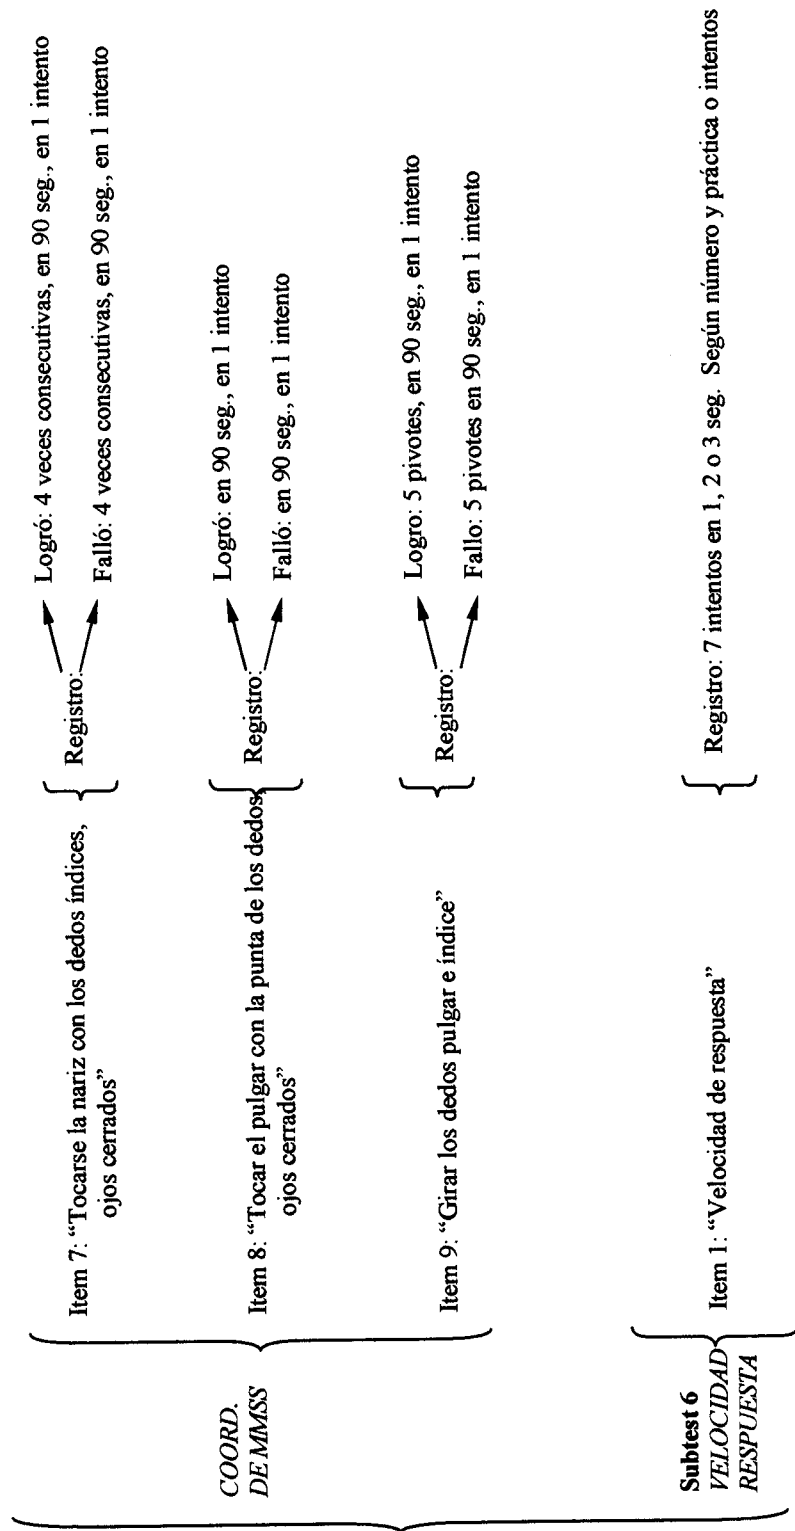 COORD.
DE MMSS
Item 7: “Tocarse la nariz con los dedos índices,
ojos cerrados”
Registro:
Logró: 4 veces consecutivas, en 90 seg., en 1 intento
Falló: 4 veces consecutivas, en 90 seg., en 1 intento
Item 8: “Tocar el pulgar con la punta de los dedos,
ojos cerrados”
Registro:
Logró: en 90 seg., en 1 intento
Falló: en 90 seg., en 1 intento
Item 9: “Girar los dedos pulgar e índice”
Registro:
Logro: 5 pivotes, en 90 seg., en 1 intento
Fallo: 5 pivotes en 90 seg., en 1 intento
Subtest 6
VELOCIDAD
RESPUESTA
Item 1: “Velocidad de respuesta”
Registro: 7 intentos en 1, 2 o 3 seg. Según número y práctica o intentos